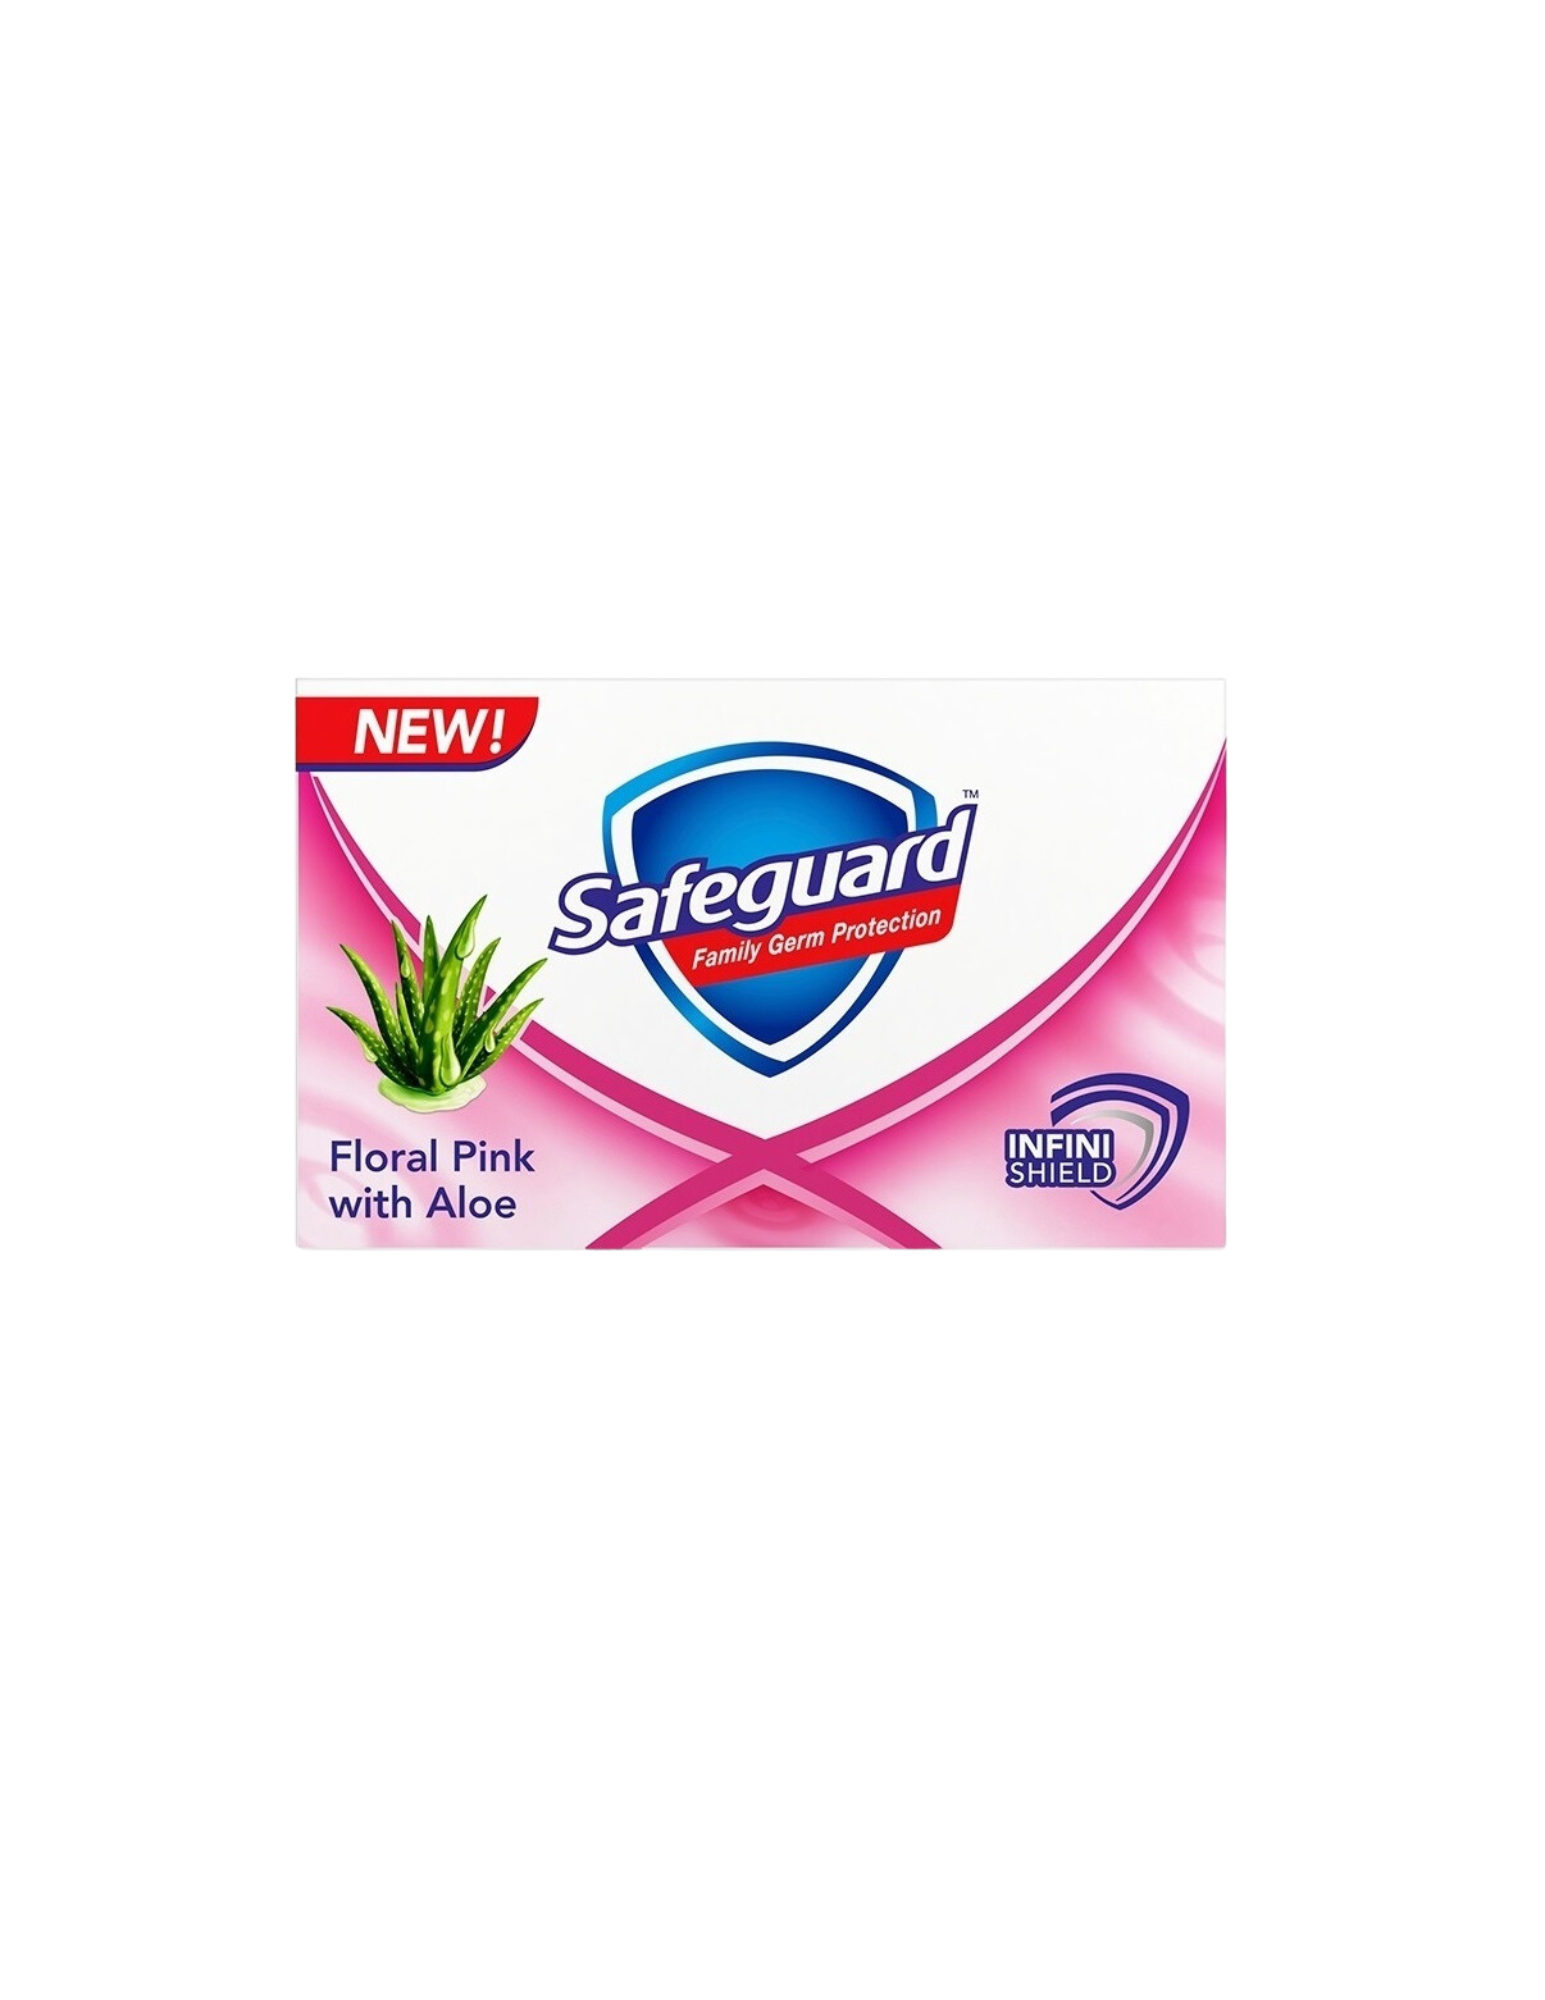 NEW!
Safeguard™
Family Germ Protection
Floral Pink
with Aloe
INFINI
SHIELD